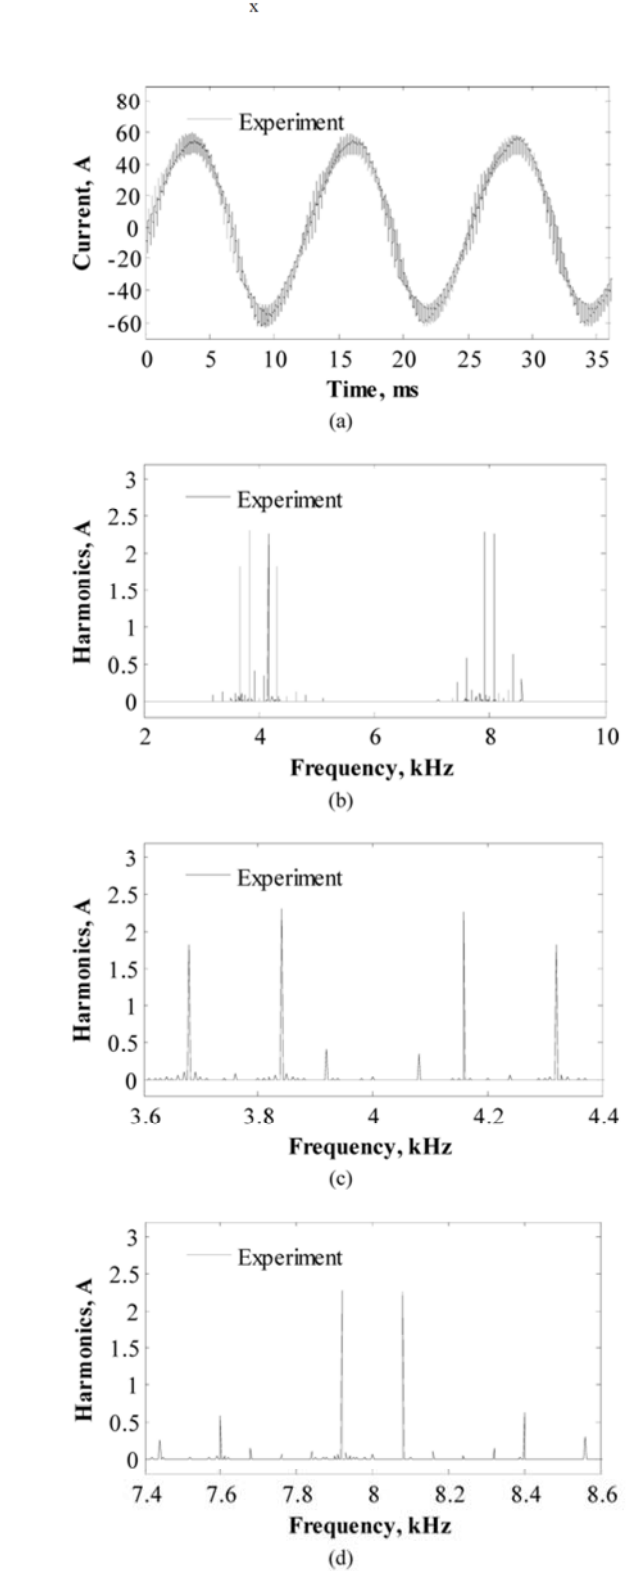 x
80
60
40
20
0
-20
-40
-60
Experiment
Current, A
0 5 10 15 20 25 30 35
Time, ms
(a)
3
2.5
2
1.5
1
0.5
0
Experiment
Harmonics, A
2 4 6 8 10
Frequency, kHz
(b)
3
2.5
2
1.5
1
0.5
0
Experiment
Harmonics, A
3.6 3.8 4 4.2 4.4
Frequency, kHz
(c)
3
2.5
2
1.5
1
0.5
0
Experiment
Harmonics, A
7.4 7.6 7.8 8 8.2 8.4 8.6
Frequency, kHz
(d)